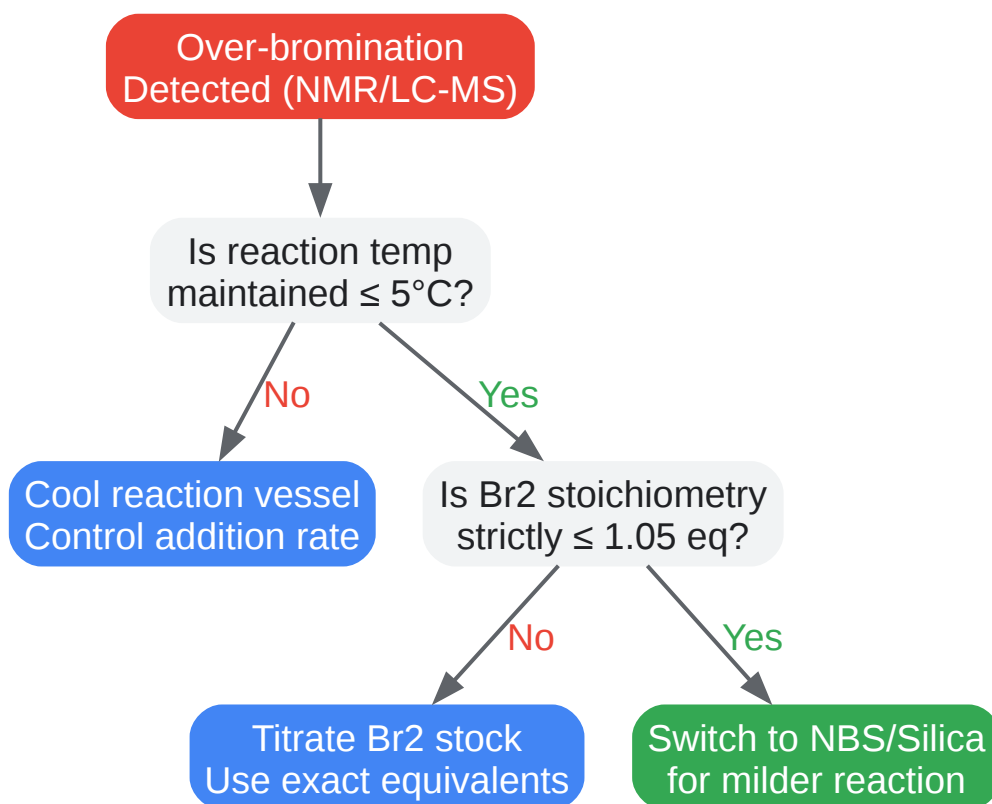 Over-bromination
Detected (NMR/LC-MS)
Is reaction temp
maintained ≤ 5°C?
No
Yes
Cool reaction vessel
Control addition rate
Is Br2 stoichiometry
strictly ≤ 1.05 eq?
No
Yes
Titrate Br2 stock
Use exact equivalents
Switch to NBS/Silica
for milder reaction